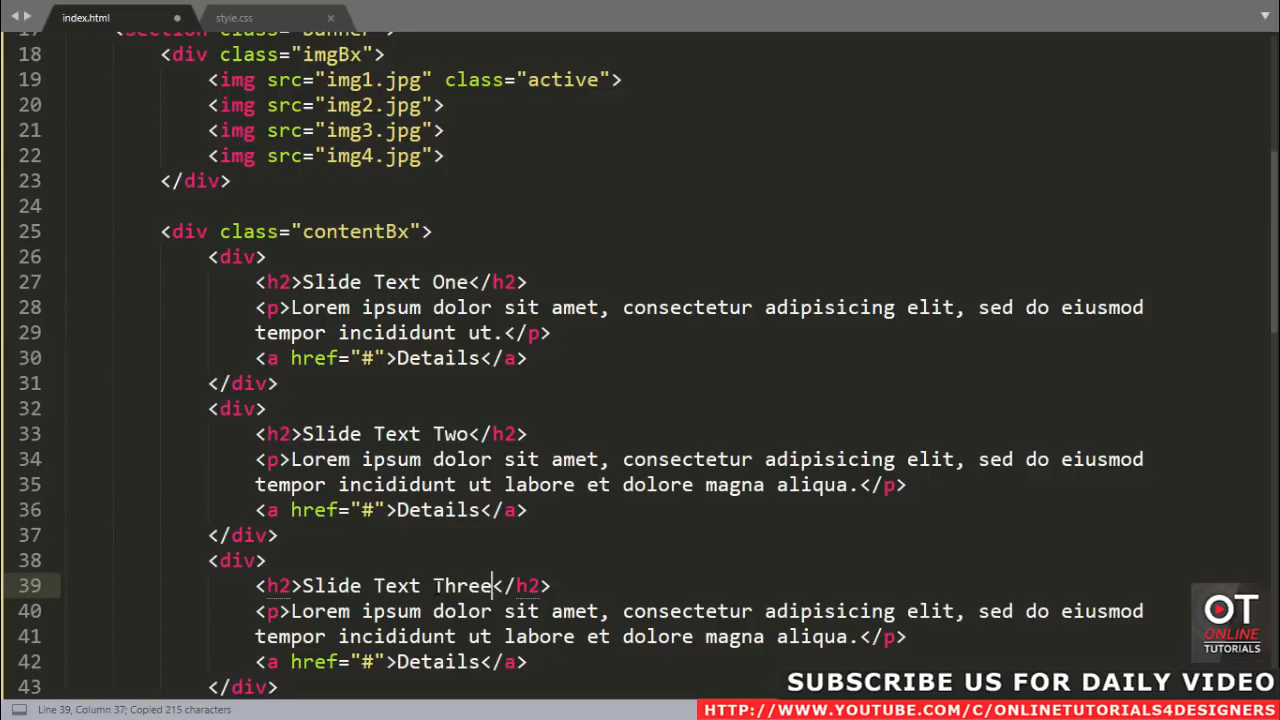 index.html
style.css
17 <section class="banner">
18 <div class="imgBx">
19 <img src="img1.jpg" class="active">
20 <img src="img2.jpg">
21 <img src="img3.jpg">
22 <img src="img4.jpg">
23 </div>
24
25 <div class="contentBx">
26 <div>
27 <h2>Slide Text One</h2>
28 <p>Lorem ipsum dolor sit amet, consectetur adipisicing elit, sed do eiusmod
29 tempor incididunt ut.</p>
30 <a href="#">Details</a>
31 </div>
32 <div>
33 <h2>Slide Text Two</h2>
34 <p>Lorem ipsum dolor sit amet, consectetur adipisicing elit, sed do eiusmod
35 tempor incididunt ut labore et dolore magna aliqua.</p>
36 <a href="#">Details</a>
37 </div>
38 <div>
39 <h2>Slide Text Three</h2>
40 <p>Lorem ipsum dolor sit amet, consectetur adipisicing elit, sed do eiusmod
41 tempor incididunt ut labore et dolore magna aliqua.</p>
42 <a href="#">Details</a>
43 </div>
OT
ONLINE
TUTORIALS
SUBSCRIBE US FOR DAILY VIDEO
Line 39, Column 37; Copied 215 characters
HTTP://WWW.YOUTUBE.COM/C/ONLINETUTORIALS4DESIGNERS